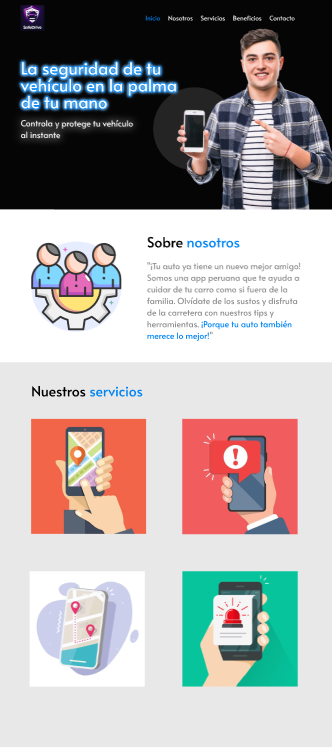 SafeDrive
Inicio Nosotros Servicios Beneficios Contacto
La seguridad de tu
vehículo en la palma
de tu mano
Controla y protege tu vehículo
al instante
Sobre nosotros
"¡Tu auto ya tiene un nuevo mejor amigo!
Somos una app peruana que te ayuda a
cuidar de tu carro como si fuera de la
familia. Olvídate de los sustos y disfruta
de la carretera con nuestros tips y
herramientas. ¡Porque tu auto también
merece lo mejor!"
Nuestros servicios